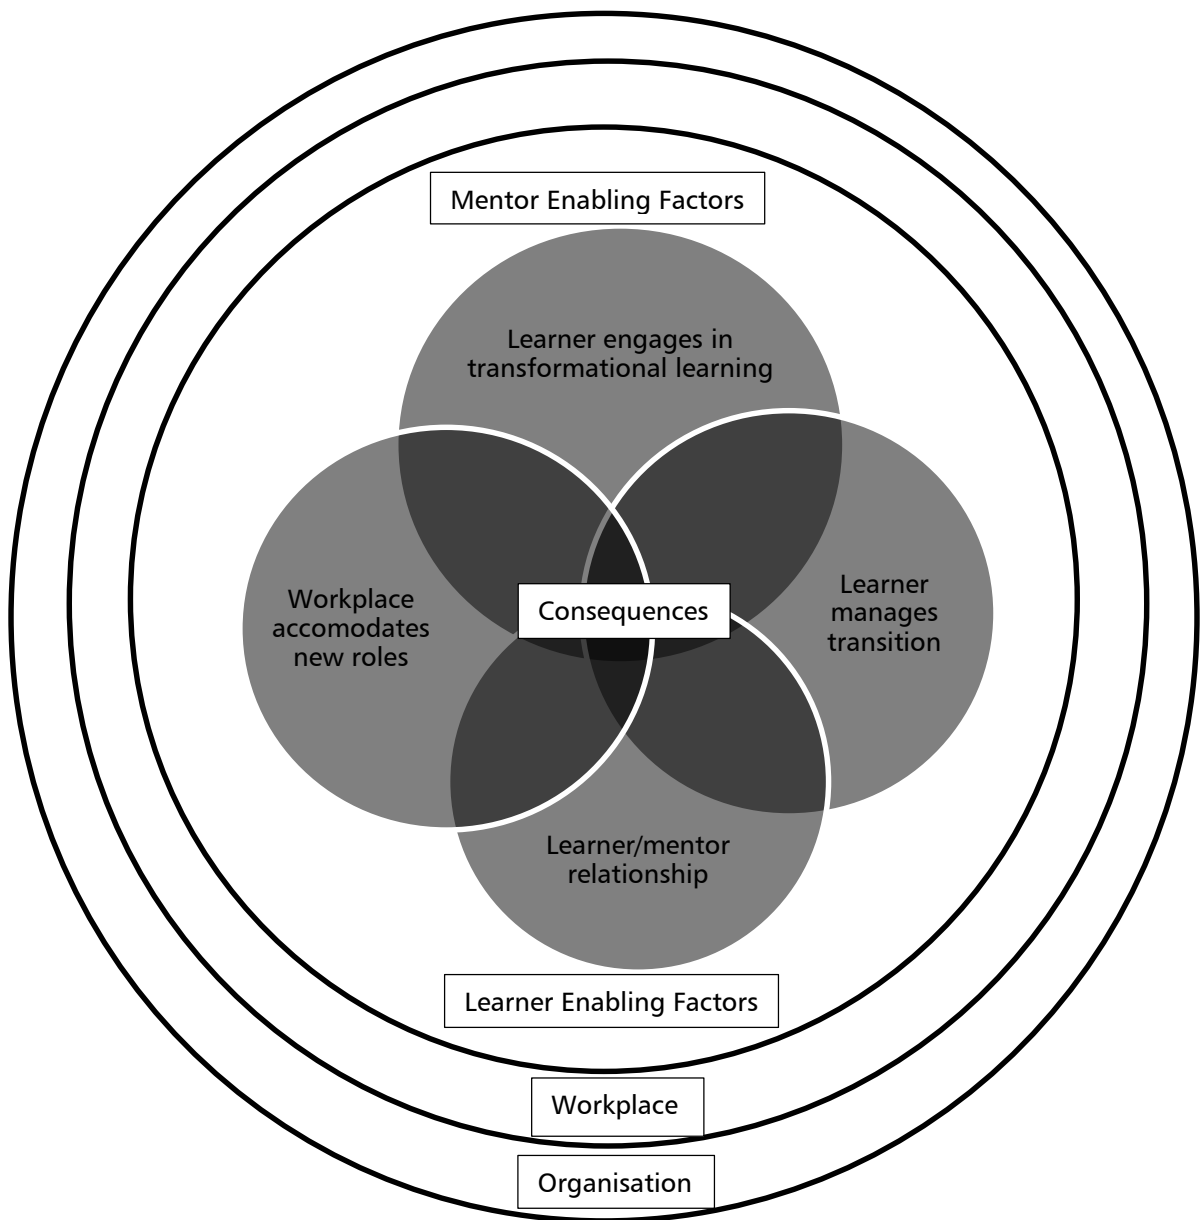 Mentor Enabling Factors
Learner engages in
transformational learning
Workplace
accomodates
new roles
Consequences
Learner
manages
transition
Learner/mentor
relationship
Learner Enabling Factors
Workplace
Organisation